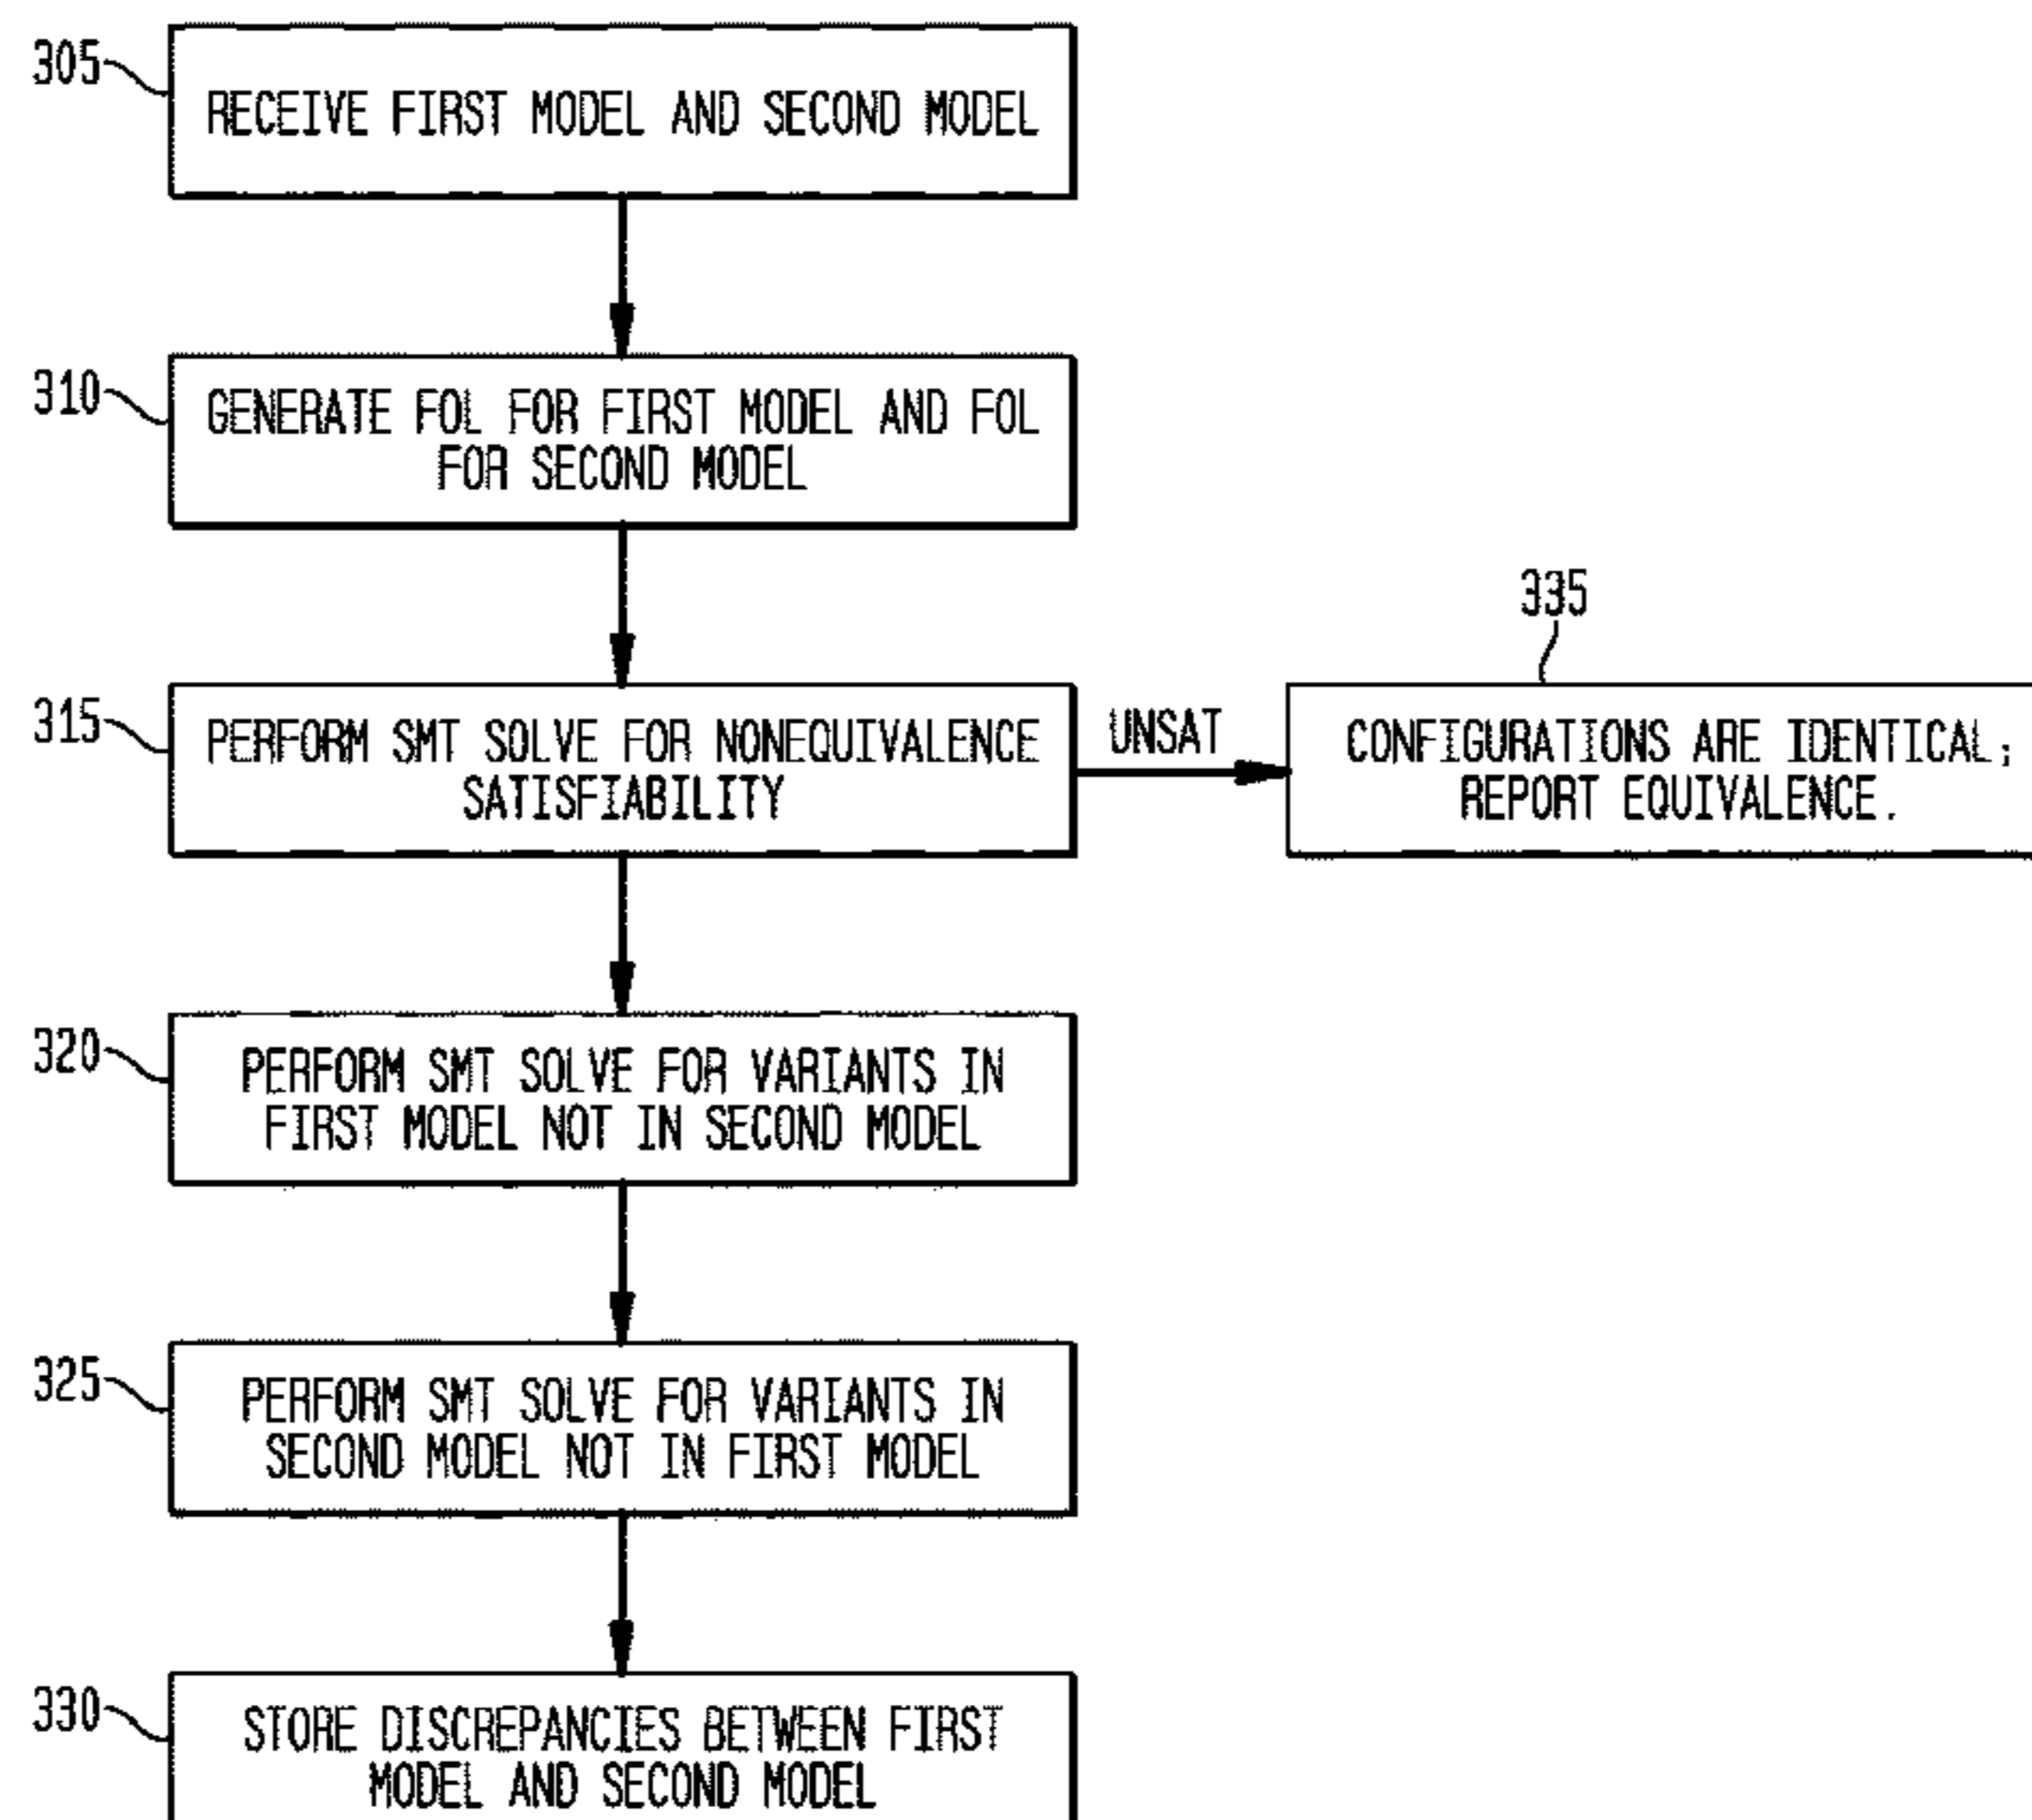 305
RECEIVE FIRST MODEL AND SECOND MODEL
310
GENERATE FOL FOR FIRST MODEL AND FOL
FOR SECOND MODEL
335
315
PERFORM SMT SOLVE FOR NONEQUIVALENCE
SATISFIABILITY
UNSAT
CONFIGURATIONS ARE IDENTICAL;
REPORT EQUIVALENCE.
320
PERFORM SMT SOLVE FOR VARIANTS IN
FIRST MODEL NOT IN SECOND MODEL
325
PERFORM SMT SOLVE FOR VARIANTS IN
SECOND MODEL NOT IN FIRST MODEL
330
STORE DISCREPANCIES BETWEEN FIRST
MODEL AND SECOND MODEL